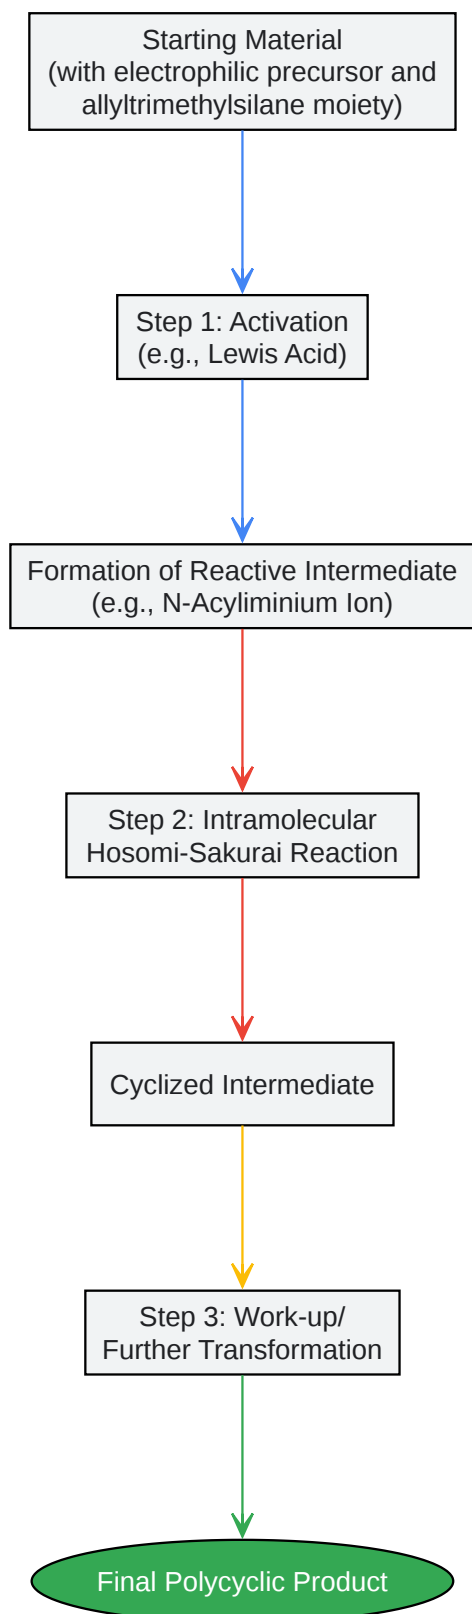 Starting Material
(with electrophilic precursor and
allyltrimethylsilane moiety)
Step 1: Activation
(e.g., Lewis Acid)
Formation of Reactive Intermediate
(e.g., N-Acyliminium Ion)
Step 2: Intramolecular
Hosomi-Sakurai Reaction
Cyclized Intermediate
Step 3: Work-up/
Further Transformation
Final Polycyclic Product